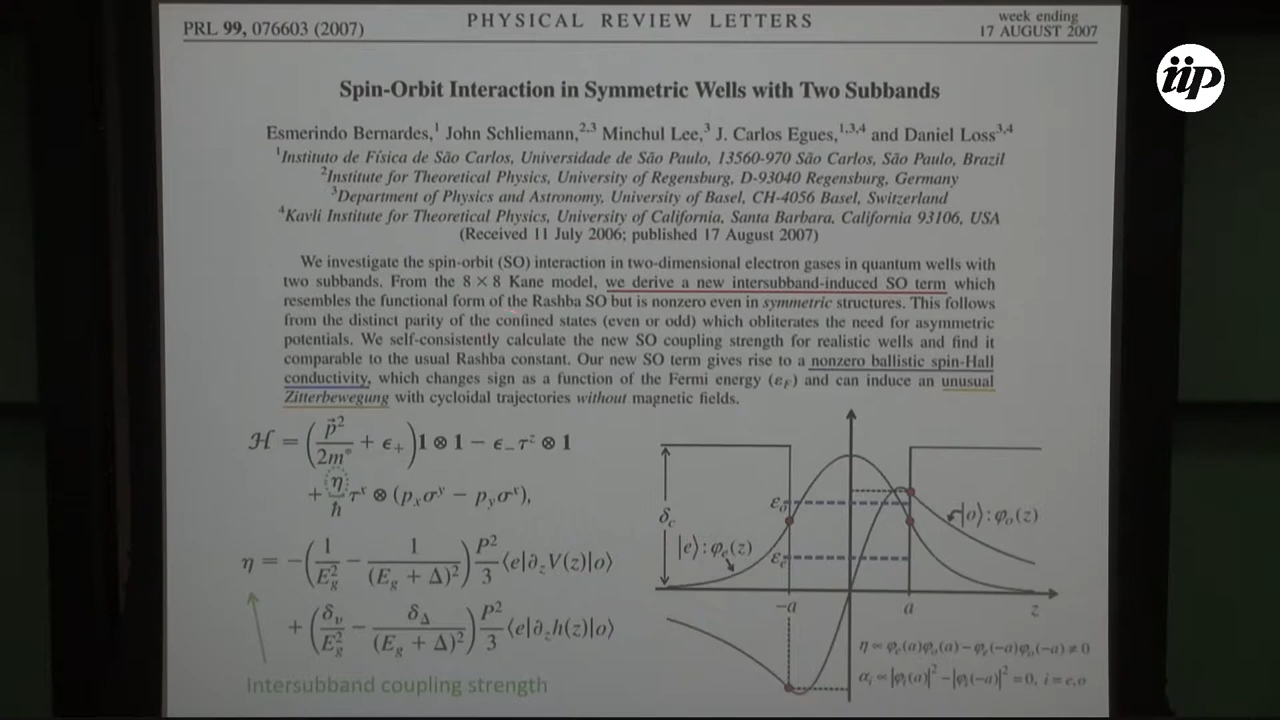 PRL 99, 076603 (2007)
PHYSICAL REVIEW LETTERS
week ending
17 AUGUST 2007
iip
Spin-Orbit Interaction in Symmetric Wells with Two Subbands
Esmerindo Bernardes,¹ John Schliemann,²,³ Minchul Lee,³ J. Carlos Egues,¹,³,⁴ and Daniel Loss³,⁴
¹Instituto de Física de São Carlos, Universidade de São Paulo, 13560-970 São Carlos, São Paulo, Brazil
²Institute for Theoretical Physics, University of Regensburg, D-93040 Regensburg, Germany
³Department of Physics and Astronomy, University of Basel, CH-4056 Basel, Switzerland
⁴Kavli Institute for Theoretical Physics, University of California, Santa Barbara, California 93106, USA
(Received 11 July 2006; published 17 August 2007)
We investigate the spin-orbit (SO) interaction in two-dimensional electron gases in quantum wells with
two subbands. From the 8 × 8 Kane model, we derive a new intersubband-induced SO term which
resembles the functional form of the Rashba SO but is nonzero even in symmetric structures. This follows
from the distinct parity of the confined states (even or odd) which obliterates the need for asymmetric
potentials. We self-consistently calculate the new SO coupling strength for realistic wells and find it
comparable to the usual Rashba constant. Our new SO term gives rise to a nonzero ballistic spin-Hall
conductivity, which changes sign as a function of the Fermi energy (ε_F) and can induce an unusual
Zitterbewegung with cycloidal trajectories without magnetic fields.
ℋ = (p⃗²/2m* + ϵ₊) 1 ⊗ 1 − ϵ₋τᶻ ⊗ 1
+ η/ħ τˣ ⊗ (pₓσʸ − p_yσˣ),
η = −(1/E_g² − 1/(E_g + Δ)²) P²/3 ⟨e|∂_zV(z)|o⟩
+ (δ_v/E_g² − δ_Δ/(E_g + Δ)²) P²/3 ⟨e|∂_zh(z)|o⟩
Intersubband coupling strength
δ_c
ε_o
|o⟩: φ_o(z)
|e⟩: φ_e(z)
ε_e
−a
a
z
η ∝ φ_e(a)φ_o(a) − φ_e(−a)φ_o(−a) ≠ 0
α_i ∝ |φ_i(a)|² − |φ_i(−a)|² = 0, i = e,o